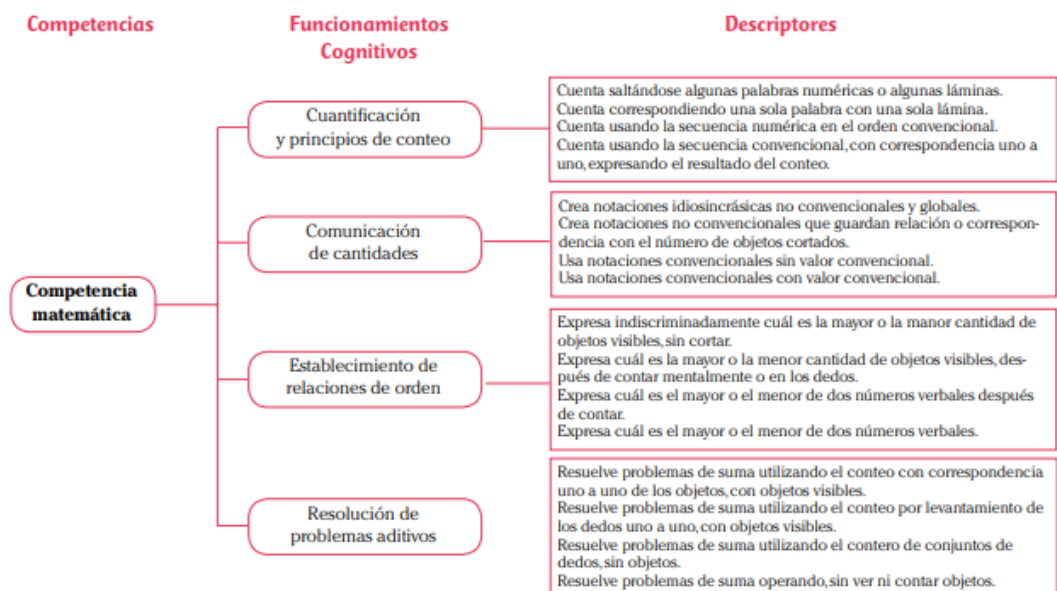 Competencias
Funcionamientos
Cognitivos
Descriptores
Competencia
matemática
Cuantificación
y principios de conteo
Cuenta saltándose algunas palabras numéricas o algunas láminas.
Cuenta correspondiendo una sola palabra con una sola lámina.
Cuenta usando la secuencia numérica en el orden convencional.
Cuenta usando la secuencia convencional, con correspondencia uno a
uno, expresando el resultado del conteo.
Comunicación
de cantidades
Crea notaciones idiosincrásicas no convencionales y globales.
Crea notaciones no convencionales que guardan relación o correspon-
dencia con el número de objetos cortados.
Usa notaciones convencionales sin valor convencional.
Usa notaciones convencionales con valor convencional.
Establecimiento de
relaciones de orden
Expresa indiscriminadamente cuál es la mayor o la manor cantidad de
objetos visibles, sin cortar.
Expresa cuál es la mayor o la menor cantidad de objetos visibles, des-
pués de contar mentalmente o en los dedos.
Expresa cuál es el mayor o el menor de dos números verbales después
de contar.
Expresa cuál es el mayor o el menor de dos números verbales.
Resolución de
problemas aditivos
Resuelve problemas de suma utilizando el conteo con correspondencia
uno a uno de los objetos, con objetos visibles.
Resuelve problemas de suma utilizando el conteo por levantamiento de
los dedos uno a uno, con objetos visibles.
Resuelve problemas de suma utilizando el contero de conjuntos de
dedos, sin objetos.
Resuelve problemas de suma operando, sin ver ni contar objetos.